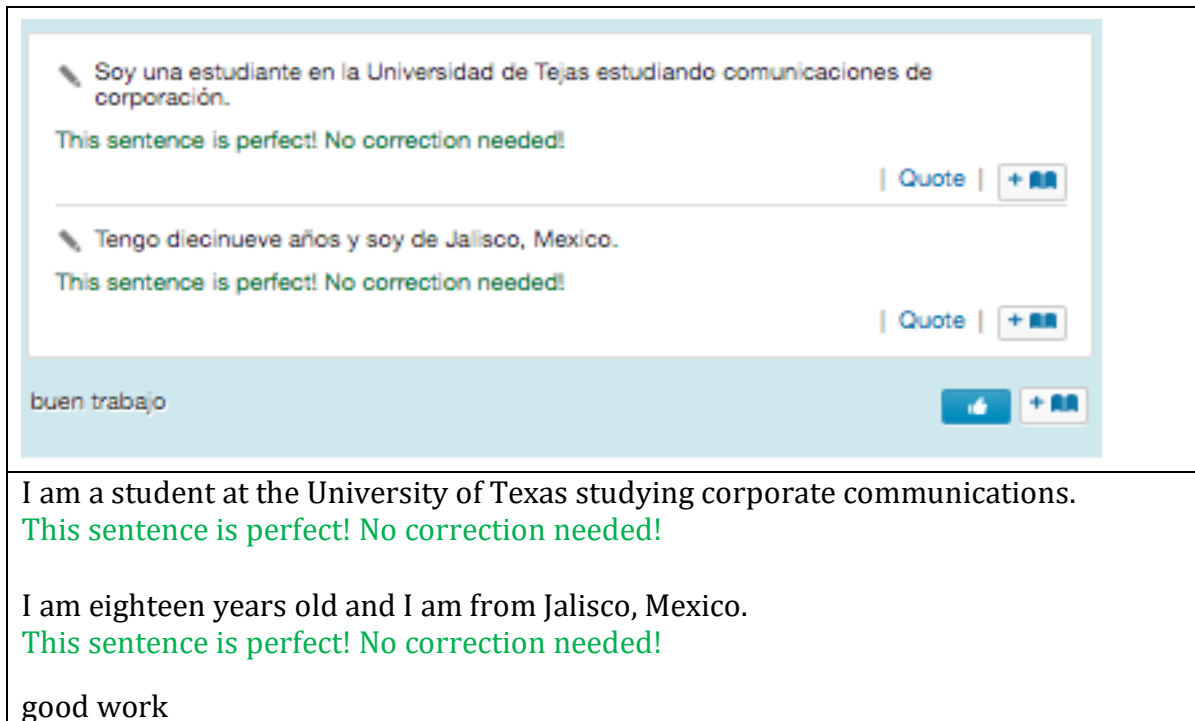 Soy una estudiante en la Universidad de Tejas estudiando comunicaciones de
corporación.
This sentence is perfect! No correction needed!
| Quote | +
Tengo diecinueve años y soy de Jalisco, Mexico.
This sentence is perfect! No correction needed!
| Quote | +
buen trabajo
+
I am a student at the University of Texas studying corporate communications.
This sentence is perfect! No correction needed!
I am eighteen years old and I am from Jalisco, Mexico.
This sentence is perfect! No correction needed!
good work